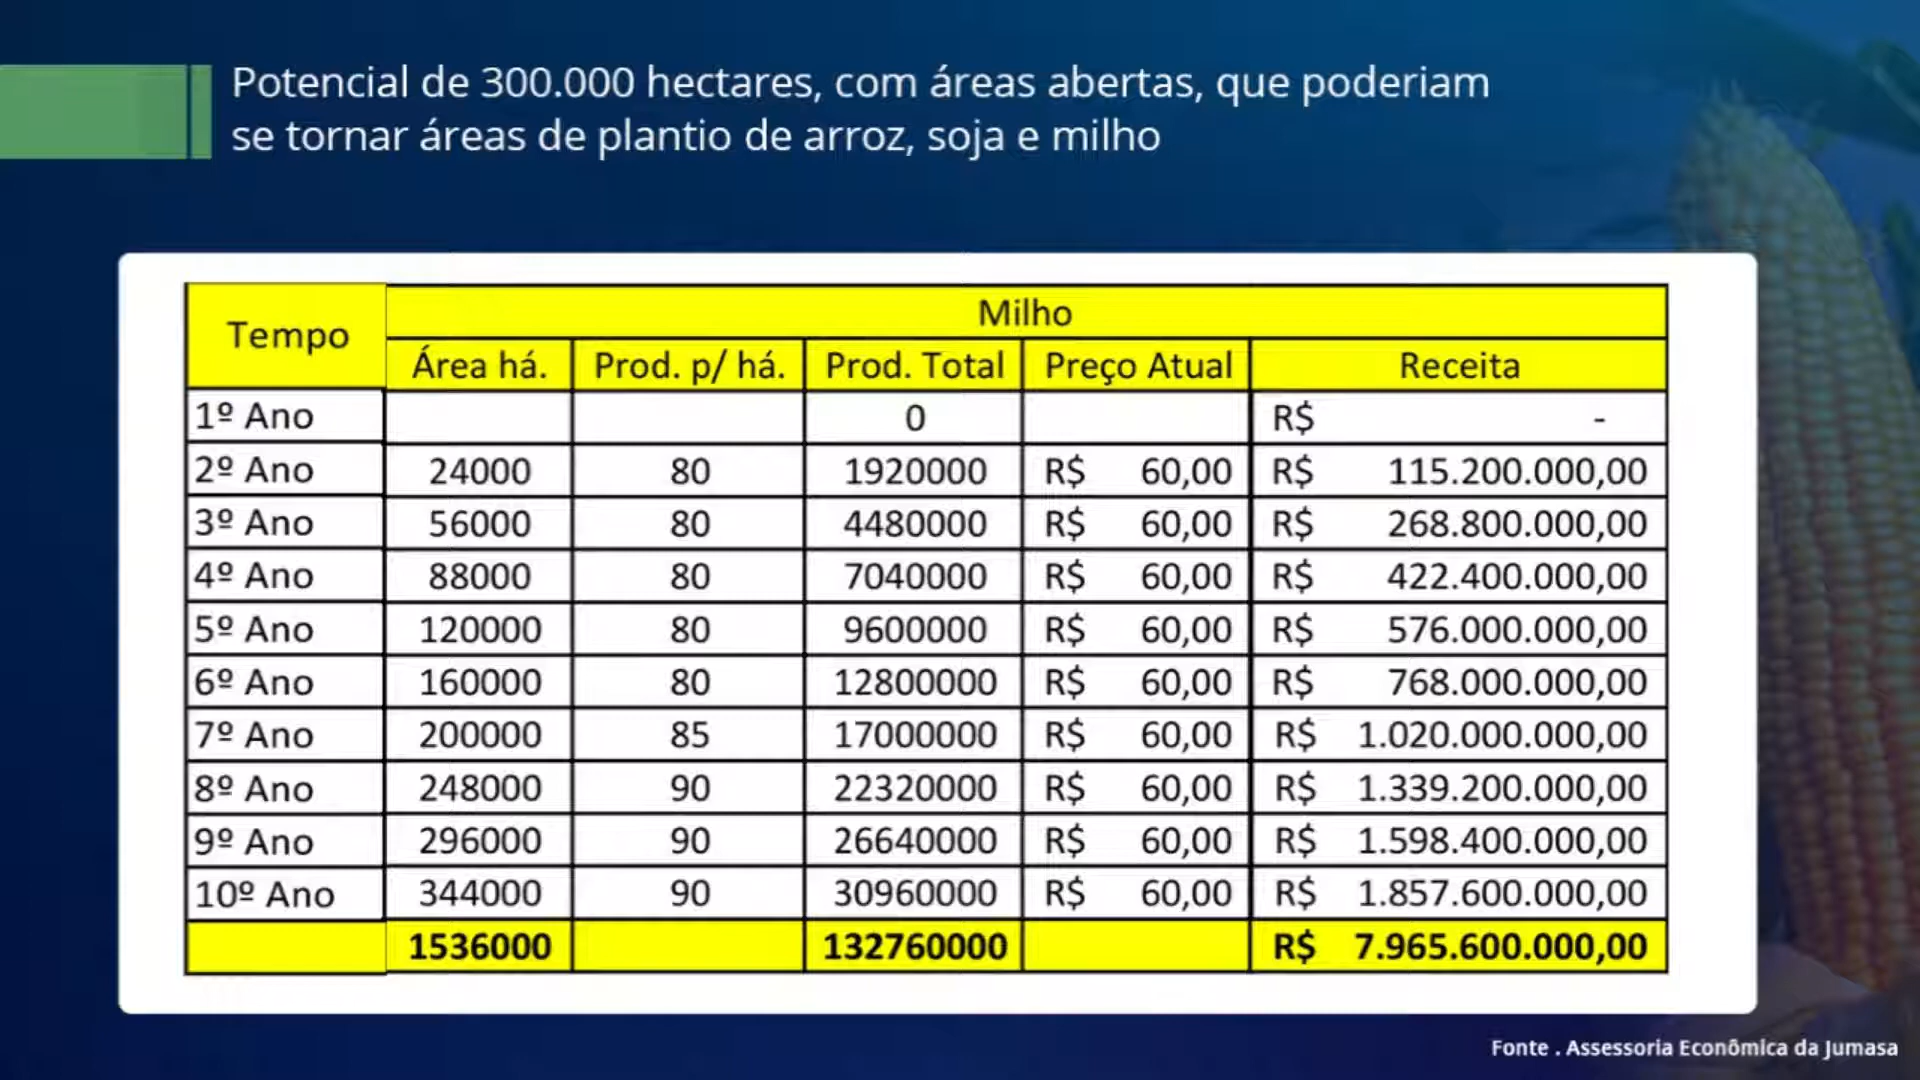 Potencial de 300.000 hectares, com áreas abertas, que poderiam
se tornar áreas de plantio de arroz, soja e milho
Tempo Milho
Área há. Prod. p/ há. Prod. Total Preço Atual Receita
1º Ano 0 R$ -
2º Ano 24000 80 1920000 R$ 60,00 R$ 115.200.000,00
3º Ano 56000 80 4480000 R$ 60,00 R$ 268.800.000,00
4º Ano 88000 80 7040000 R$ 60,00 R$ 422.400.000,00
5º Ano 120000 80 9600000 R$ 60,00 R$ 576.000.000,00
6º Ano 160000 80 12800000 R$ 60,00 R$ 768.000.000,00
7º Ano 200000 85 17000000 R$ 60,00 R$ 1.020.000.000,00
8º Ano 248000 90 22320000 R$ 60,00 R$ 1.339.200.000,00
9º Ano 296000 90 26640000 R$ 60,00 R$ 1.598.400.000,00
10º Ano 344000 90 30960000 R$ 60,00 R$ 1.857.600.000,00
1536000 132760000 R$ 7.965.600.000,00
Fonte . Assessoria Econômica da Jumasa